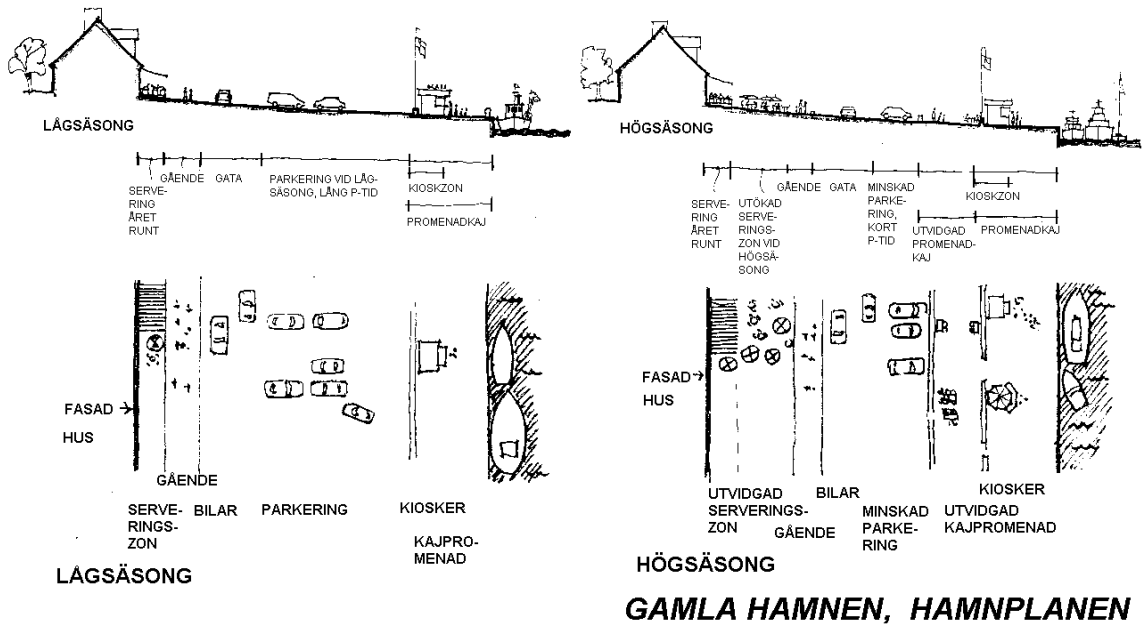 LÅGSÄSONG
SERVE-
RING
ÅRET
RUNT
GÅENDE
GATA
PARKERING VID LÅG-
SÄSONG, LÅNG P-TID
KIOSKZON
PROMENADKAJ
FASAD
HUS
GÅENDE
SERVE-
RINGS-
ZON
BILAR
PARKERING
KIOSKER
KAJPRO-
MENAD
LÅGSÄSONG
HÖGSÄSONG
SERVE-
RING
ÅRET
RUNT
UTÖKAD
SERVE-
RINGS-
ZON VID
HÖGSÄ-
SONG
GÅENDE
GATA
MINSKAD
PARKE-
RING,
KORT
P-TID
KIOSKZON
UTVIDGAD
PROMENAD-
KAJ
PROMENADKAJ
FASAD
HUS
UTVIDGAD
SERVERINGS-
ZON
GÅENDE
BILAR
MINSKAD
PARKE-
RING
KIOSKER
UTVIDGAD
KAJPROMENAD
HÖGSÄSONG
GAMLA HAMNEN, HAMNPLANEN